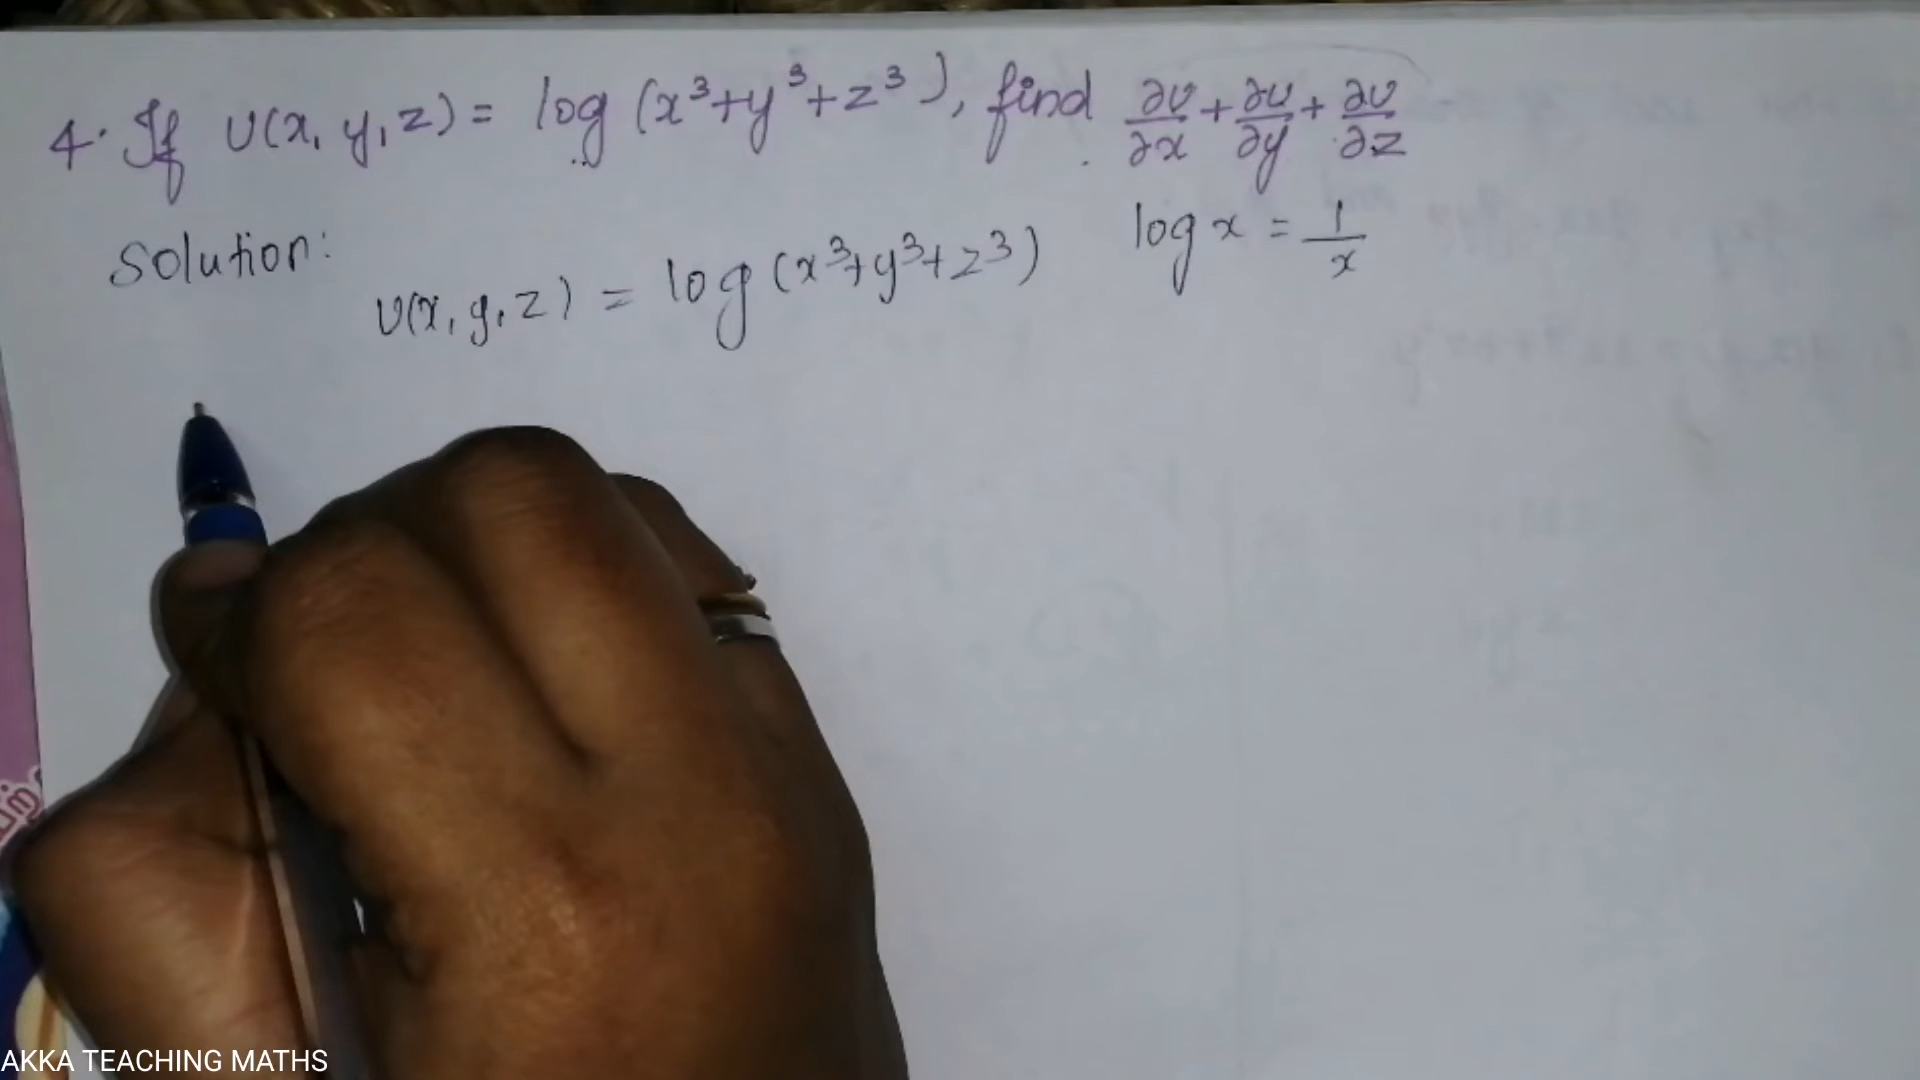 4. If U(x, y, z) = log (x³+y³+z³), find ∂U/∂x + ∂U/∂y + ∂U/∂z
Solution:
log x = 1/x
U(x, y, z) = log (x³+y³+z³)
AKKA TEACHING MATHS